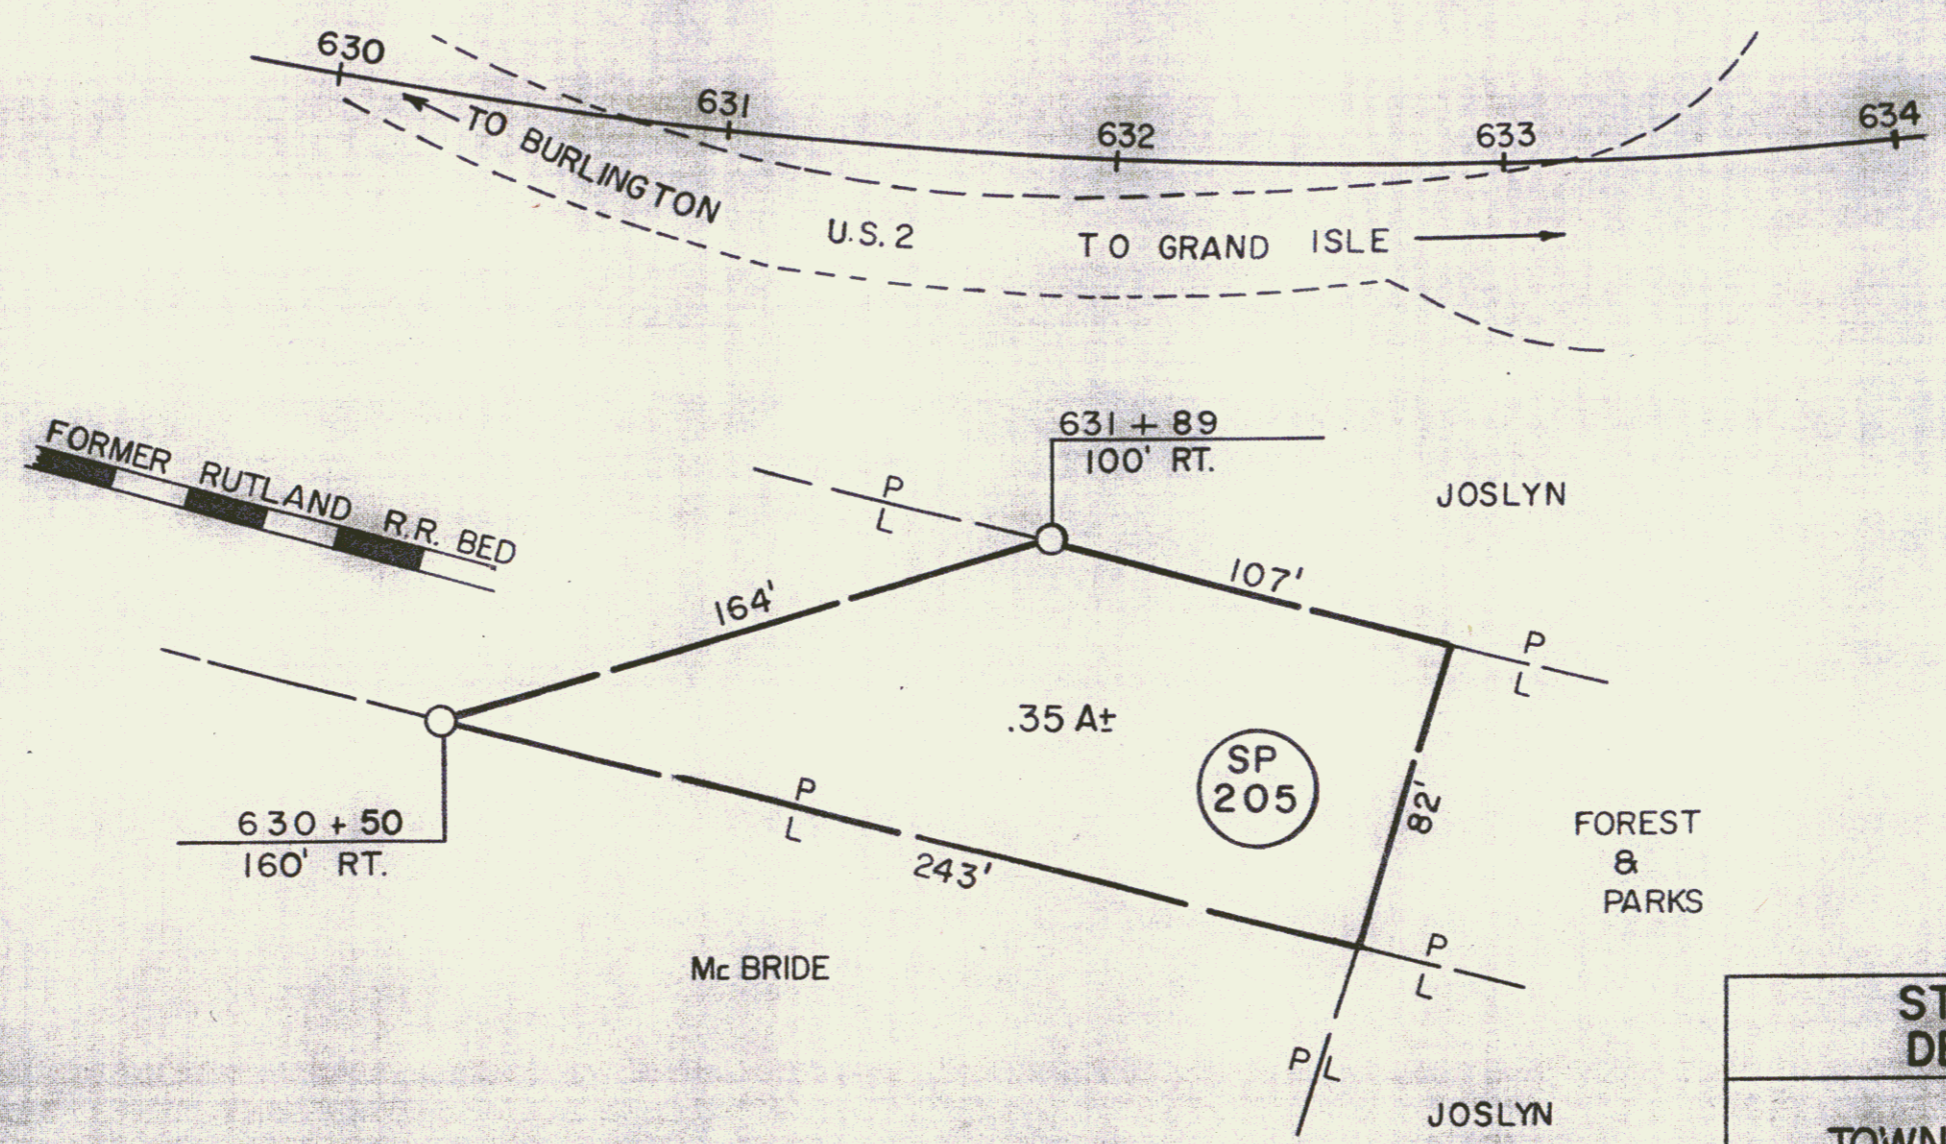 630
631
632
633
634
TO BURLINGTON
U.S. 2
TO GRAND ISLE
FORMER RUTLAND R.R. BED
631 + 89
100' RT.
JOSLYN
P
L
107'
164'
P
L
.35 A±
SP
205
82'
630 + 50
160' RT.
P
L
243'
FOREST
&
PARKS
Mc BRIDE
P
L
P L
JOSLYN
ST
DE
TOWN